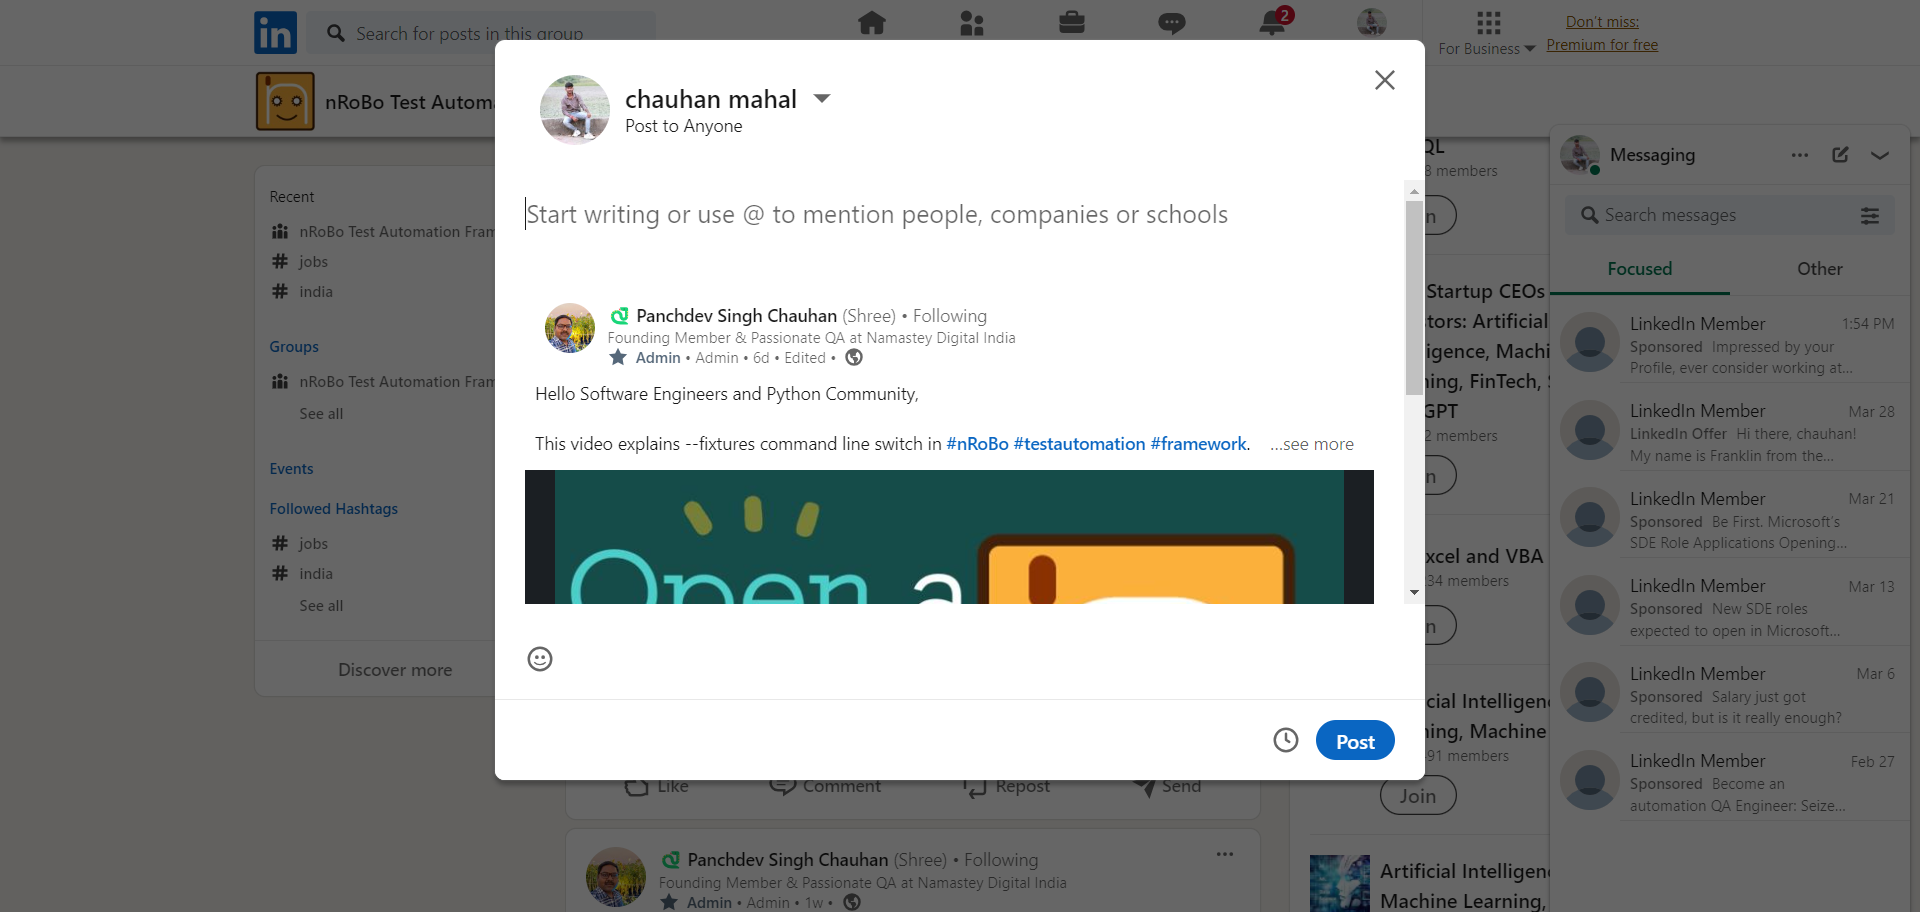 in
Search for posts in this group
2
For Business
Don't miss:
Premium for free
nRoBo Test Automa
Recent
nRoBo Test Automation Fram
jobs
india
Groups
nRoBo Test Automation Fram
See all
Events
Followed Hashtags
jobs
india
See all
Discover more
chauhan mahal
Post to Anyone
Start writing or use @ to mention people, companies or schools
Panchdev Singh Chauhan (Shree) • Following
Founding Member & Passionate QA at Namastey Digital India
Admin • Admin • 6d • Edited •
Hello Software Engineers and Python Community,
This video explains --fixtures command line switch in #nRoBo #testautomation #framework. ...see more
Open a
Post
Like
Comment
Repost
Send
Panchdev Singh Chauhan (Shree) • Following
Founding Member & Passionate QA at Namastey Digital India
Admin • Admin • 1w •
QL
8 members
n
Startup CEOs
tors: Artificial
igence, Machi
ing, FinTech,
GPT
2 members
n
xcel and VBA
34 members
n
cial Intelligen
ing, Machine
91 members
Join
Artificial Intelligen
Machine Learning,
Messaging
Search messages
Focused
Other
LinkedIn Member 1:54 PM
Sponsored Impressed by your
Profile, ever consider working at...
LinkedIn Member Mar 28
LinkedIn Offer Hi there, chauhan!
My name is Franklin from the...
LinkedIn Member Mar 21
Sponsored Be First. Microsoft's
SDE Role Applications Opening...
LinkedIn Member Mar 13
Sponsored New SDE roles
expected to open in Microsoft...
LinkedIn Member Mar 6
Sponsored Salary just got
credited, but is it really enough?
LinkedIn Member Feb 27
Sponsored Become an
automation QA Engineer: Seize...